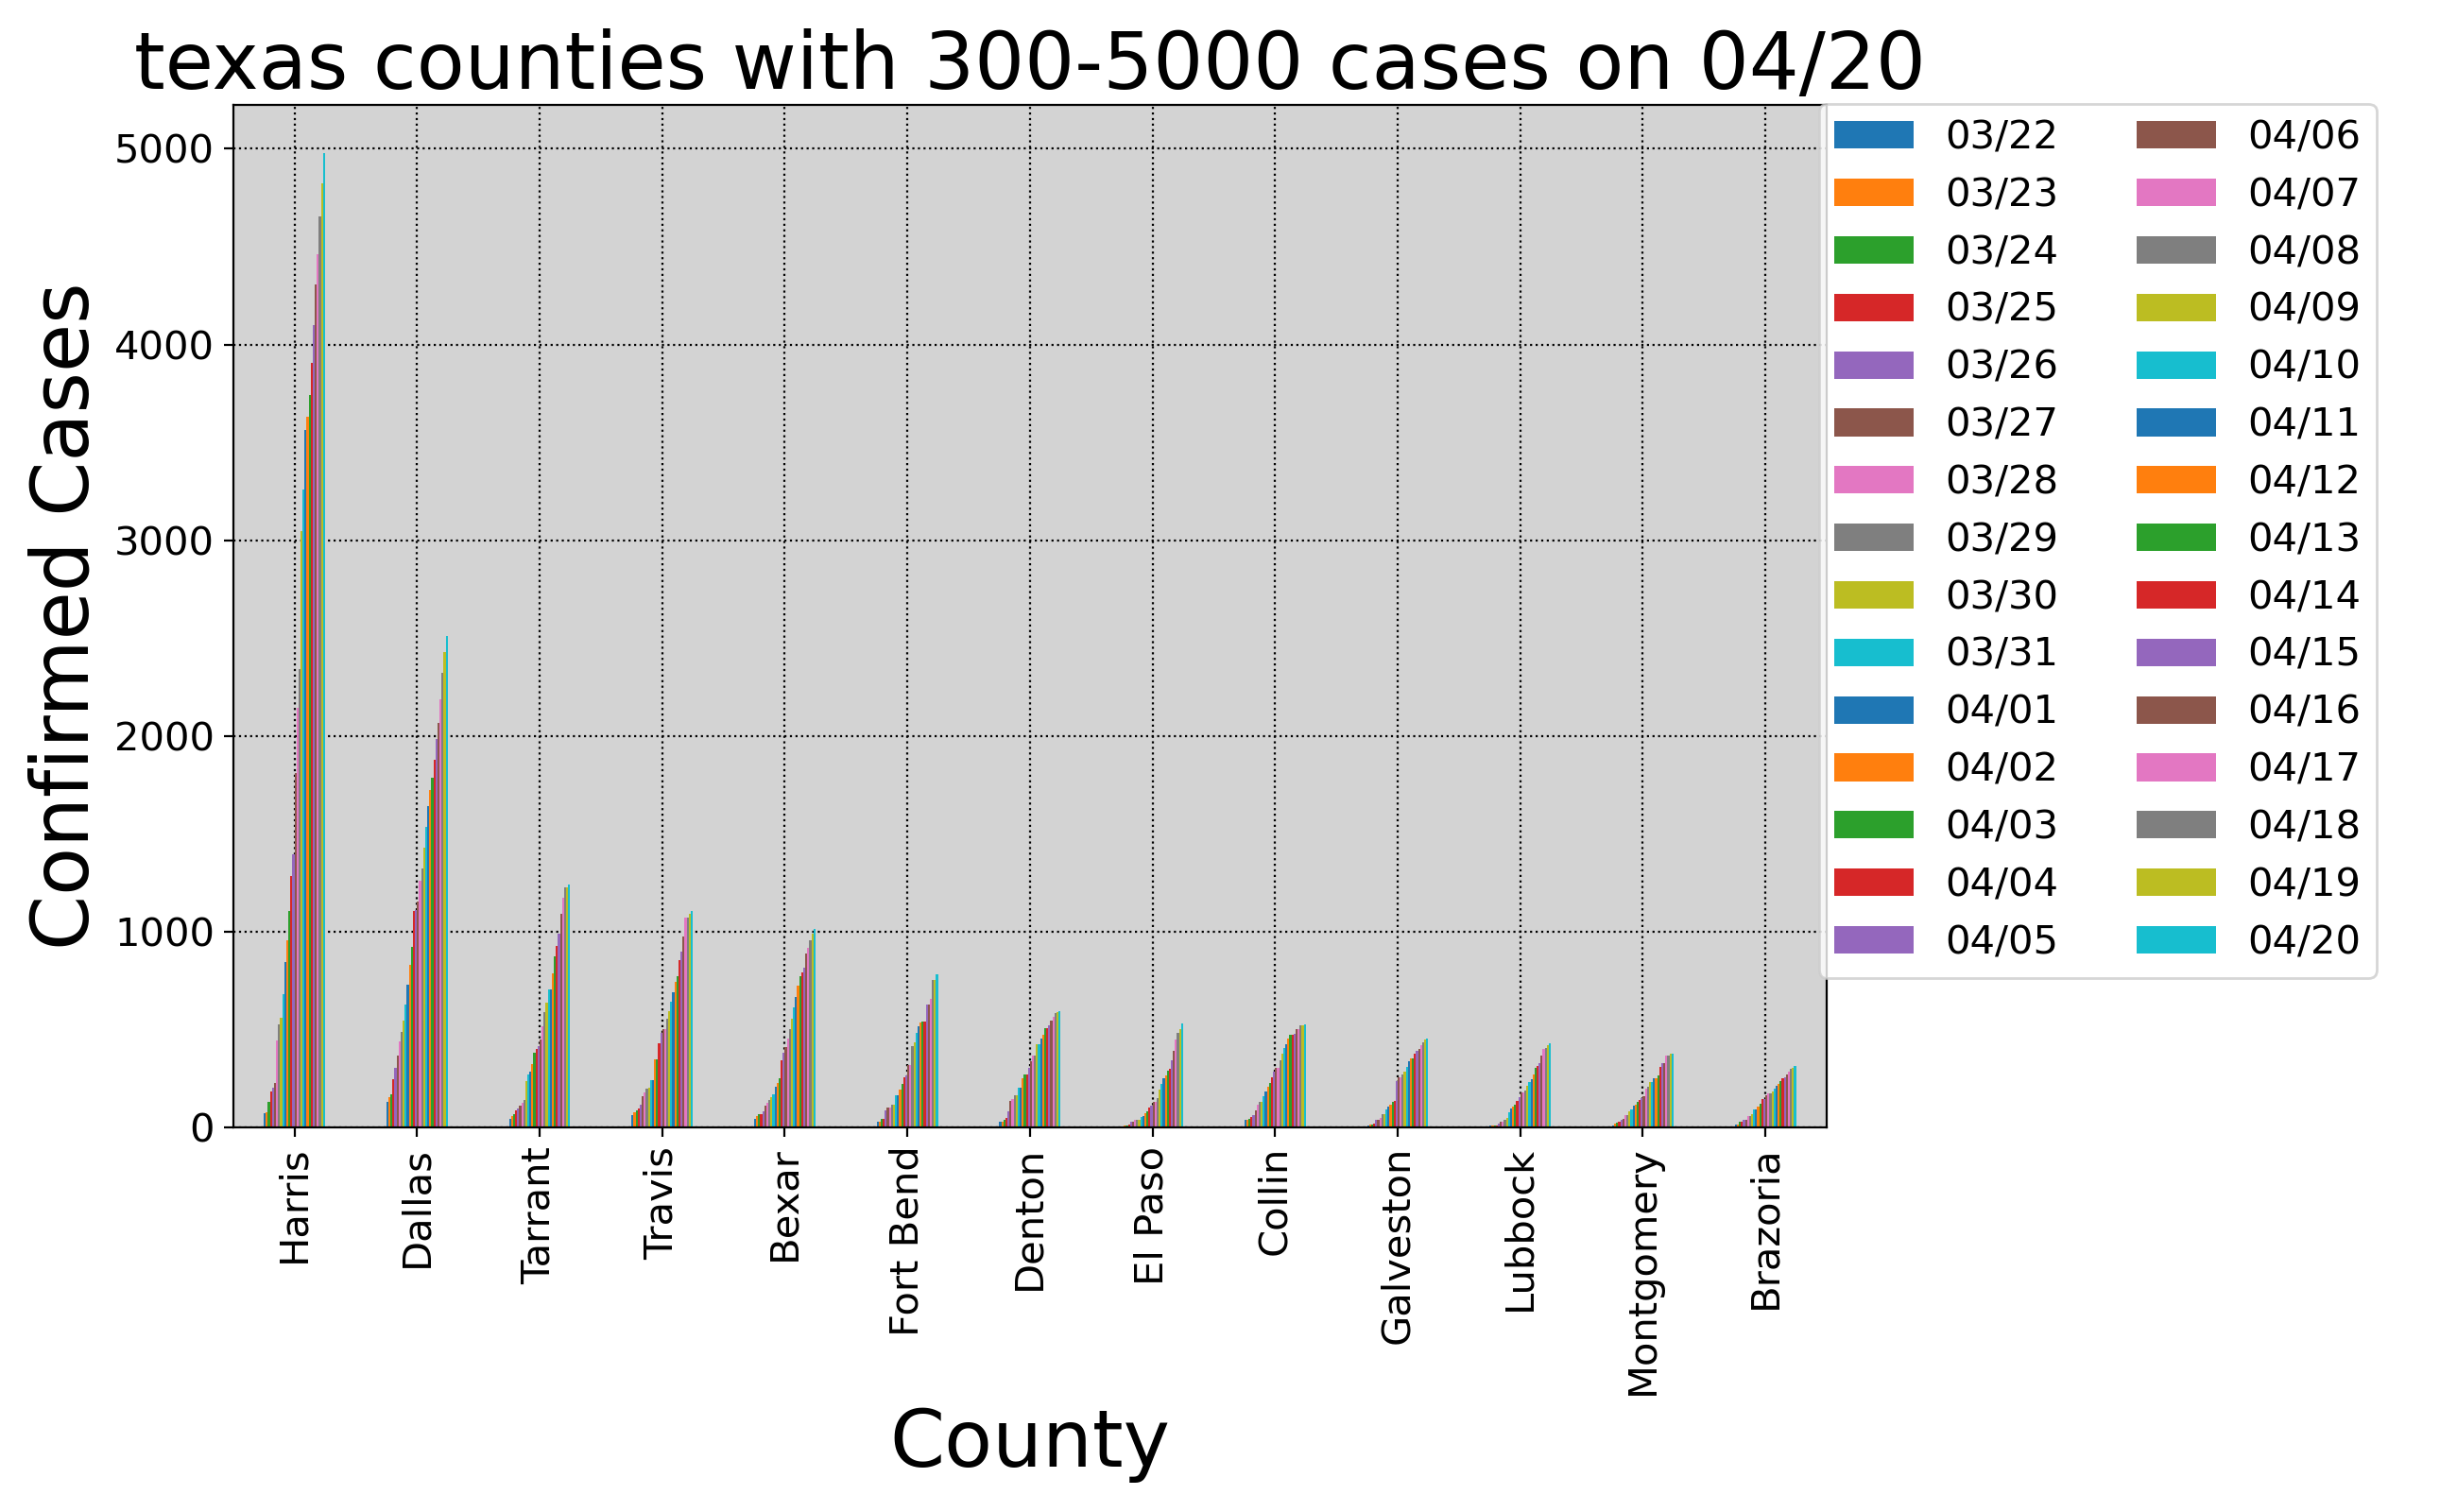 texas counties with 300-5000 cases on 04/20
Confirmed Cases
5000
4000
3000
2000
1000
0
Harris
Dallas
Tarrant
Travis
Bexar
Fort Bend
Denton
El Paso
Collin
Galveston
Lubbock
Montgomery
Brazoria
County
03/22
03/23
03/24
03/25
03/26
03/27
03/28
03/29
03/30
03/31
04/01
04/02
04/03
04/04
04/05
04/06
04/07
04/08
04/09
04/10
04/11
04/12
04/13
04/14
04/15
04/16
04/17
04/18
04/19
04/20